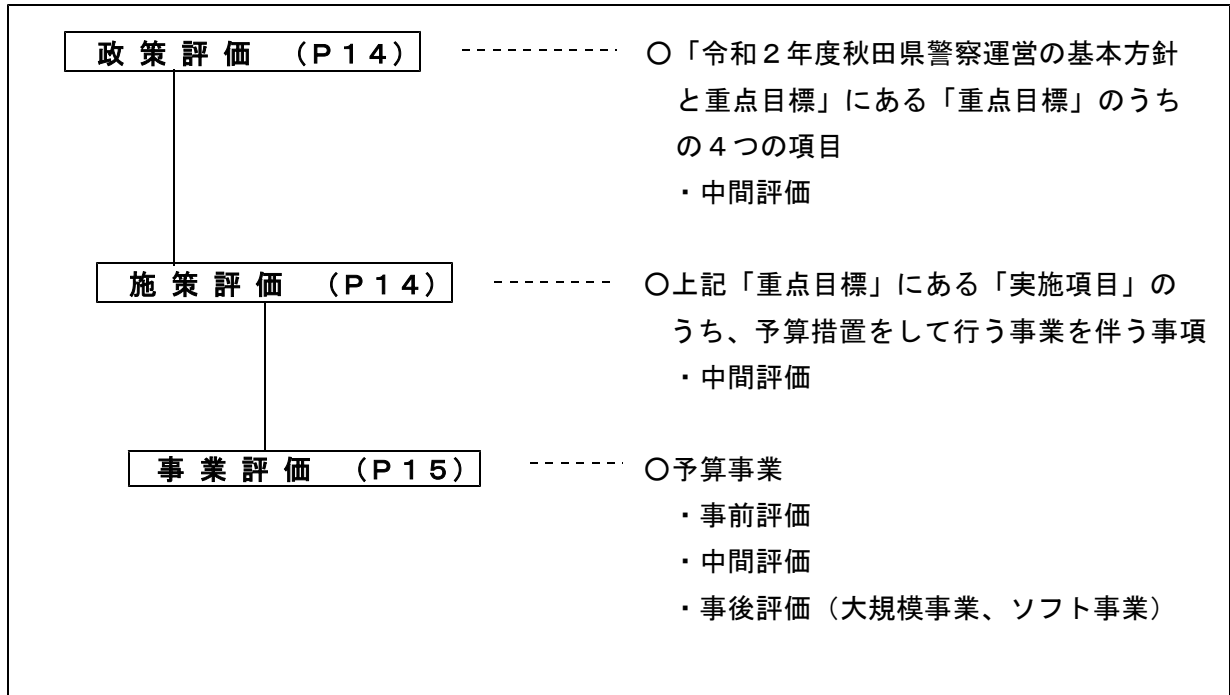 政策評価 (P14)
○「令和2年度秋田県警察運営の基本方針
と重点目標」にある「重点目標」のうち
の4つの項目
・中間評価
施策評価 (P14)
○上記「重点目標」にある「実施項目」の
うち、予算措置をして行う事業を伴う事項
・中間評価
事業評価 (P15)
○予算事業
・事前評価
・中間評価
・事後評価(大規模事業、ソフト事業)